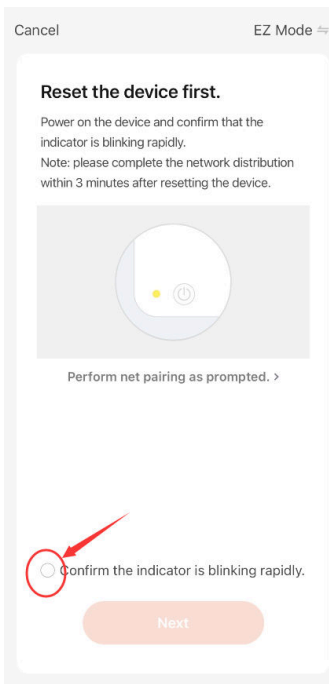 Cancel
EZ Mode
Reset the device first.
Power on the device and confirm that the
indicator is blinking rapidly.
Note: please complete the network distribution
within 3 minutes after resetting the device.
Perform net pairing as prompted. >
Confirm the indicator is blinking rapidly.
Next